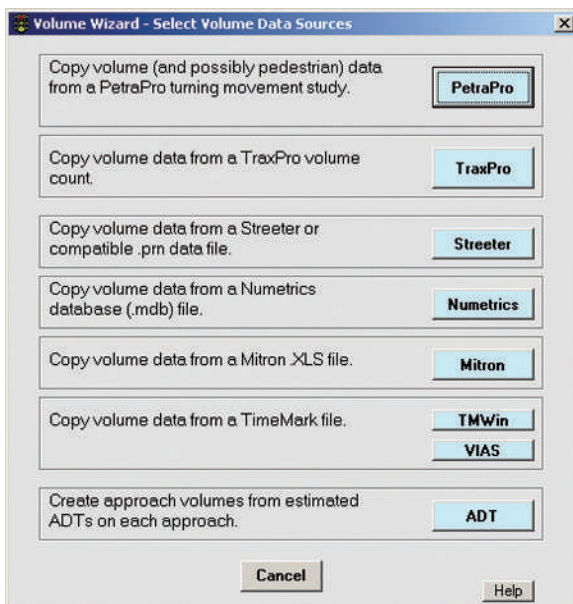 Volume Wizard - Select Volume Data Sources
Copy volume (and possibly pedestrian) data
from a PetraPro turning movement study.
PetraPro
Copy volume data from a TraxPro volume
count.
TraxPro
Copy volume data from a Streeter or
compatible .prn data file.
Streeter
Copy volume data from a Numetrics
database (.mdb) file.
Numetrics
Copy volume data from a Mitron .XLS file.
Mitron
Copy volume data from a TimeMark file.
TMWin
VIAS
Create approach volumes from estimated
ADTs on each approach.
ADT
Cancel
Help